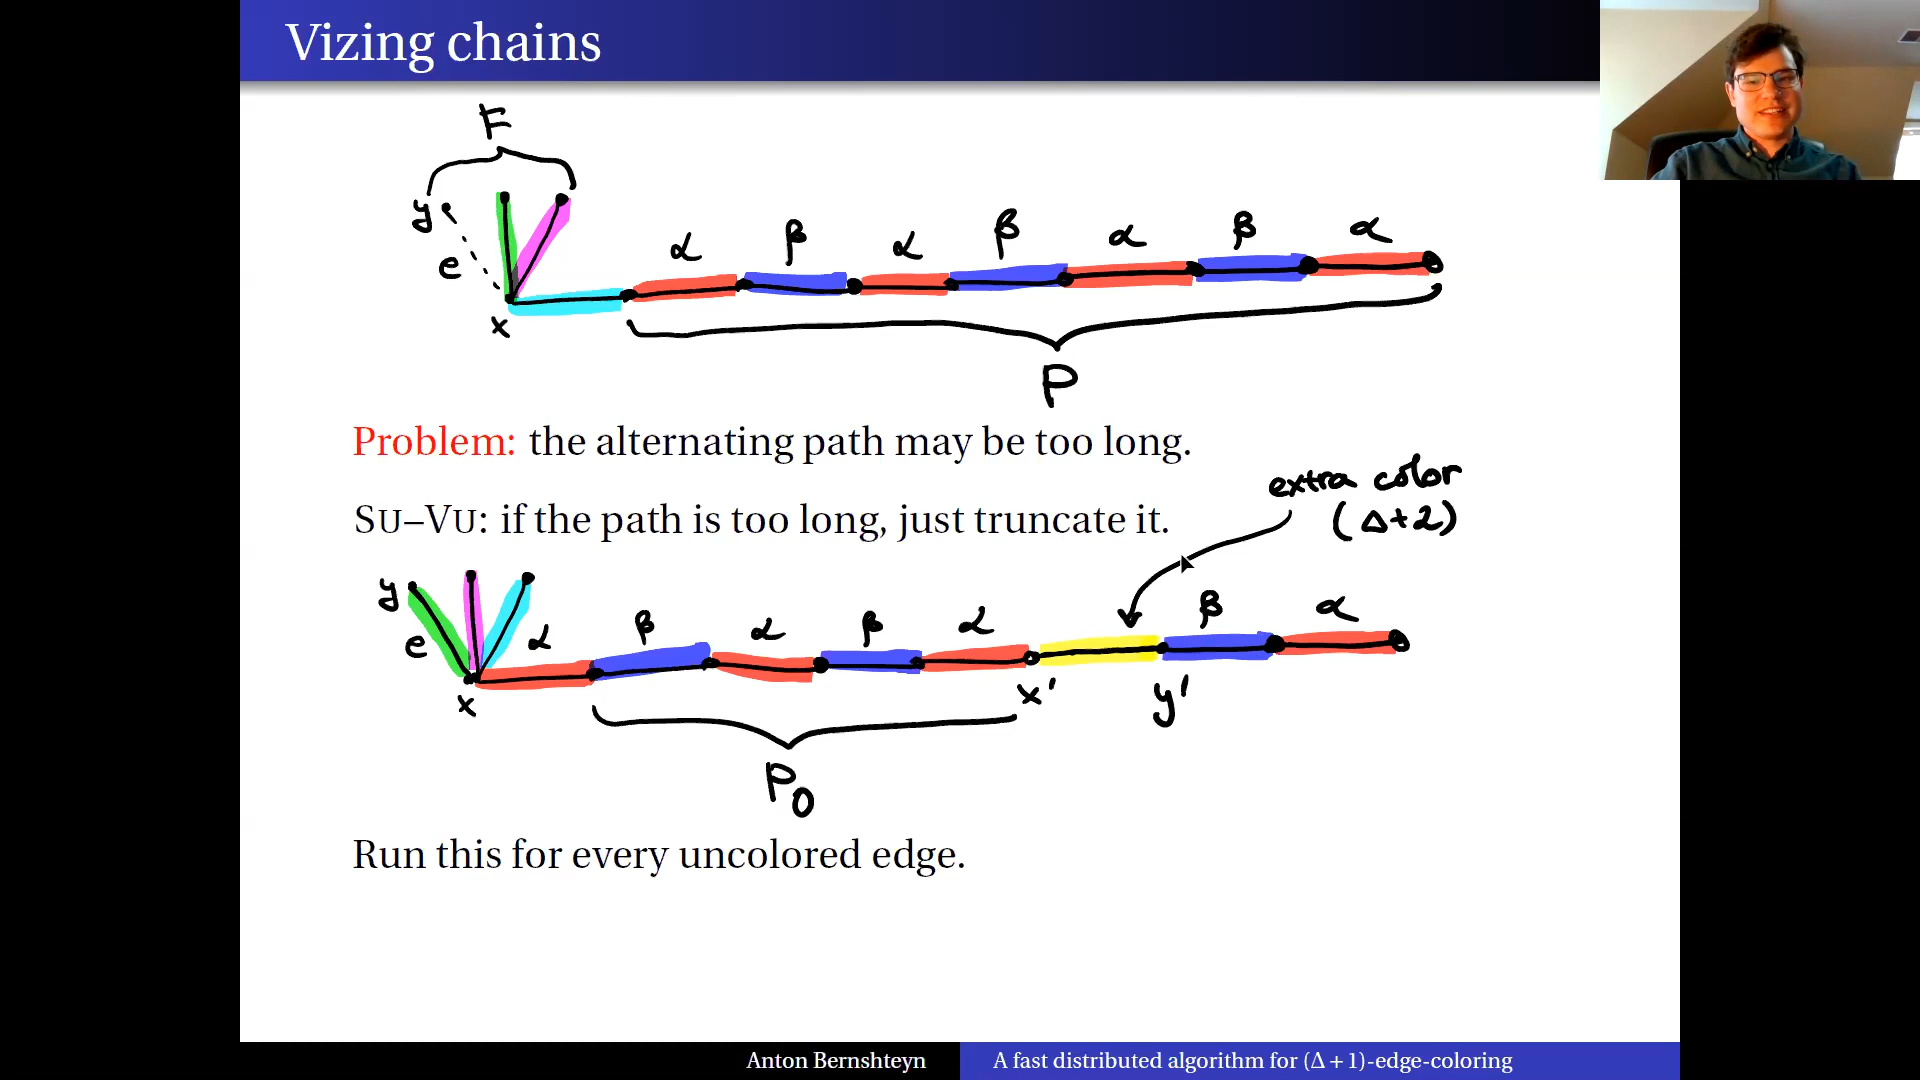 Vizing chains
F
y
e
x
α β α β α β α
P
Problem: the alternating path may be too long.
extra color
(Δ+2)
Su–Vu: if the path is too long, just truncate it.
y
e
x
α β α β α β α
x' y'
P₀
Run this for every uncolored edge.
Anton Bernshteyn
A fast distributed algorithm for (Δ + 1)-edge-coloring